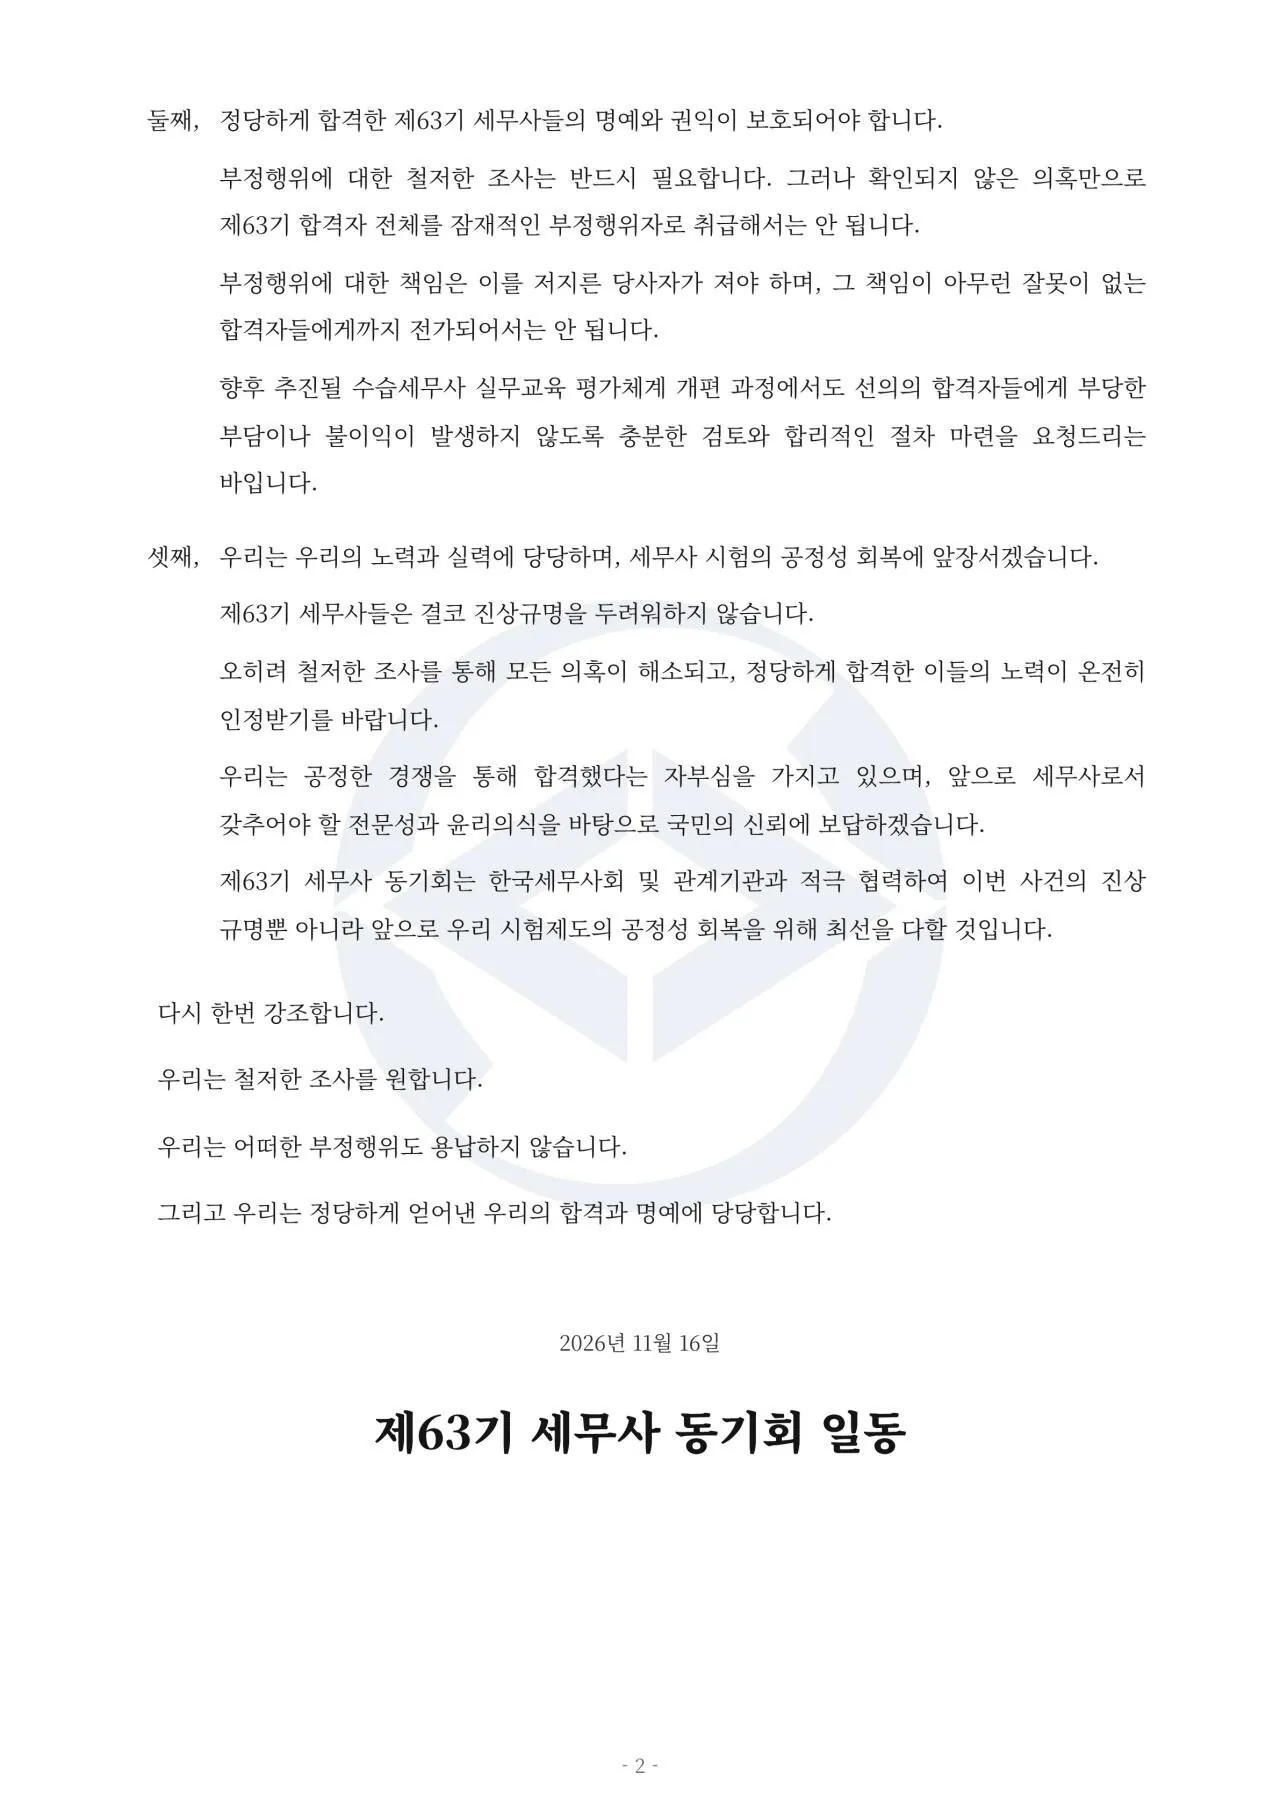 둘째, 정당하게 합격한 제63기 세무사들의 명예와 권익이 보호되어야 합니다.
부정행위에 대한 철저한 조사는 반드시 필요합니다. 그러나 확인되지 않은 의혹만으로
제63기 합격자 전체를 잠재적인 부정행위자로 취급해서는 안 됩니다.
부정행위에 대한 책임은 이를 저지른 당사자가 져야 하며, 그 책임이 아무런 잘못이 없는
합격자들에게까지 전가되어서는 안 됩니다.
향후 추진될 수습세무사 실무교육 평가체계 개편 과정에서도 선의의 합격자들에게 부당한
부담이나 불이익이 발생하지 않도록 충분한 검토와 합리적인 절차 마련을 요청드리는
바입니다.
셋째, 우리는 우리의 노력과 실력에 당당하며, 세무사 시험의 공정성 회복에 앞장서겠습니다.
제63기 세무사들은 결코 진상규명을 두려워하지 않습니다.
오히려 철저한 조사를 통해 모든 의혹이 해소되고, 정당하게 합격한 이들의 노력이 온전히
인정받기를 바랍니다.
우리는 공정한 경쟁을 통해 합격했다는 자부심을 가지고 있으며, 앞으로 세무사로서
갖추어야 할 전문성과 윤리의식을 바탕으로 국민의 신뢰에 보답하겠습니다.
제63기 세무사 동기회는 한국세무사회 및 관계기관과 적극 협력하여 이번 사건의 진상
규명뿐 아니라 앞으로 우리 시험제도의 공정성 회복을 위해 최선을 다할 것입니다.
다시 한번 강조합니다.
우리는 철저한 조사를 원합니다.
우리는 어떠한 부정행위도 용납하지 않습니다.
그리고 우리는 정당하게 얻어낸 우리의 합격과 명예에 당당합니다.
2026년 11월 16일
제63기 세무사 동기회 일동
- 2 -